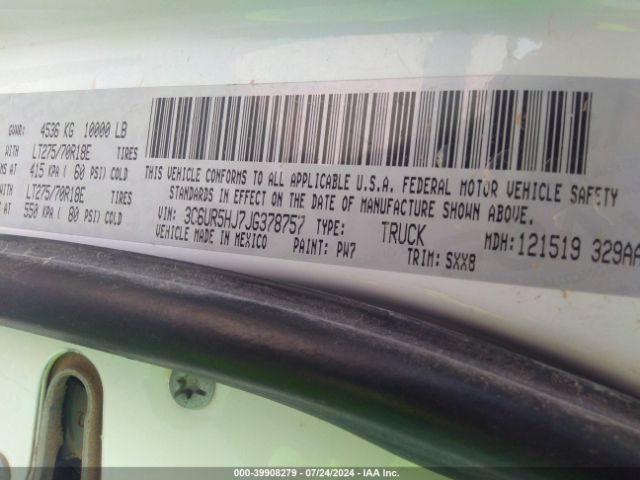 GVWR: 4536 KG 10000 LB
WITH LT275/70R18E TIRES
MS AT 415 KPA ( 60 PSI) COLD
WITH LT275/70R18E TIRES
S AT 550 KPA ( 80 PSI) COLD
THIS VEHICLE CONFORMS TO ALL APPLICABLE U.S.A. FEDERAL MOTOR VEHICLE SAFETY
STANDARDS IN EFFECT ON THE DATE OF MANUFACTURE SHOWN ABOVE.
VIN: 3C6UR5HJ7JG378757 TYPE: TRUCK MDH: 121519 329AA
VEHICLE MADE IN MEXICO PAINT: PW7 TRIM: SXX8
000-39908279 - 07/24/2024 - IAA Inc.